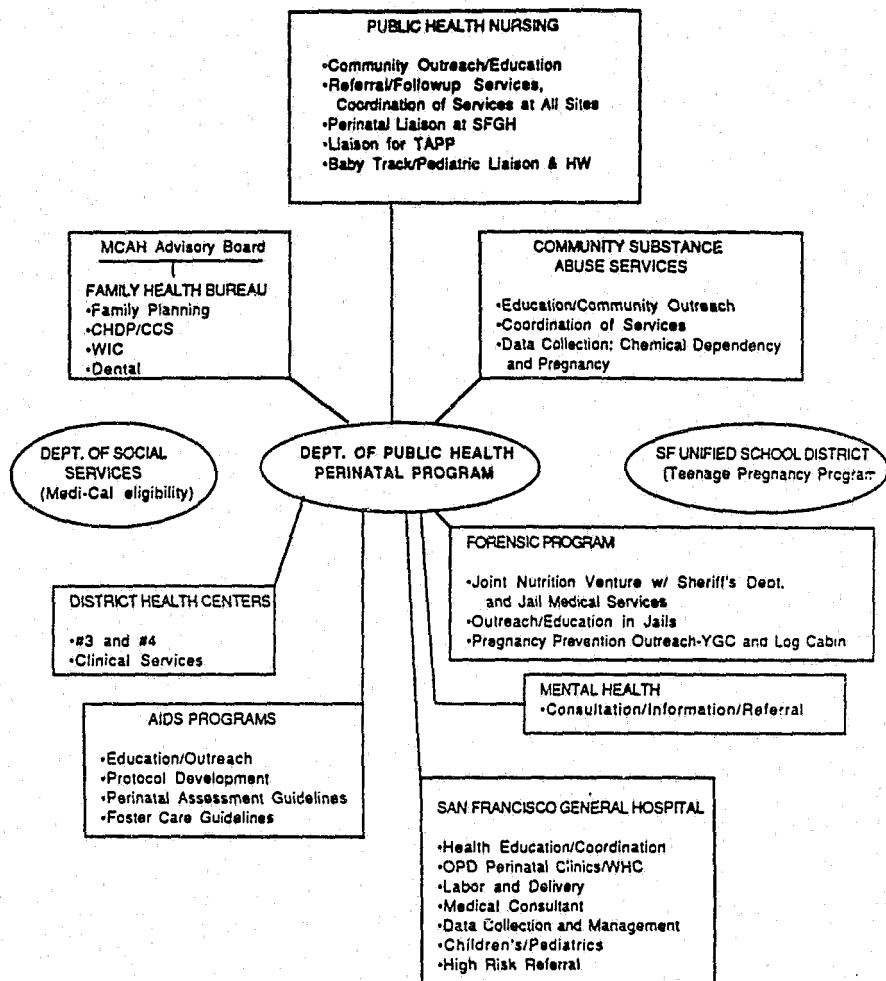 PUBLIC HEALTH NURSING
•Community Outreach/Education
•Referral/Followup Services,
Coordination of Services at All Sites
•Perinatal Liaison at SFGH
•Liaison for TAPP
•Baby Track/Pediatric Liaison & HW
MCAH Advisory Board
FAMILY HEALTH BUREAU
•Family Planning
•CHDP/CCS
•WIC
•Dental
COMMUNITY SUBSTANCE
ABUSE SERVICES
•Education/Community Outreach
•Coordination of Services
•Data Collection: Chemical Dependency
and Pregnancy
DEPT. OF SOCIAL
SERVICES
(Medi-Cal eligibility)
DEPT. OF PUBLIC HEALTH
PERINATAL PROGRAM
SF UNIFIED SCHOOL DISTRICT
(Teenage Pregnancy Program
FORENSIC PROGRAM
•Joint Nutrition Venture w/ Sheriff's Dept.
and Jail Medical Services
•Outreach/Education in Jails
•Pregnancy Prevention Outreach-YGC and Log Cabin
DISTRICT HEALTH CENTERS
•#3 and #4
•Clinical Services
MENTAL HEALTH
•Consultation/Information/Referral
AIDS PROGRAMS
•Education/Outreach
•Protocol Development
•Perinatal Assessment Guidelines
•Foster Care Guidelines
SAN FRANCISCO GENERAL HOSPITAL
•Health Education/Coordination
•OPD Perinatal Clinics/WHC
•Labor and Delivery
•Medical Consultant
•Data Collection and Management
•Children's/Pediatrics
•High Risk Referral